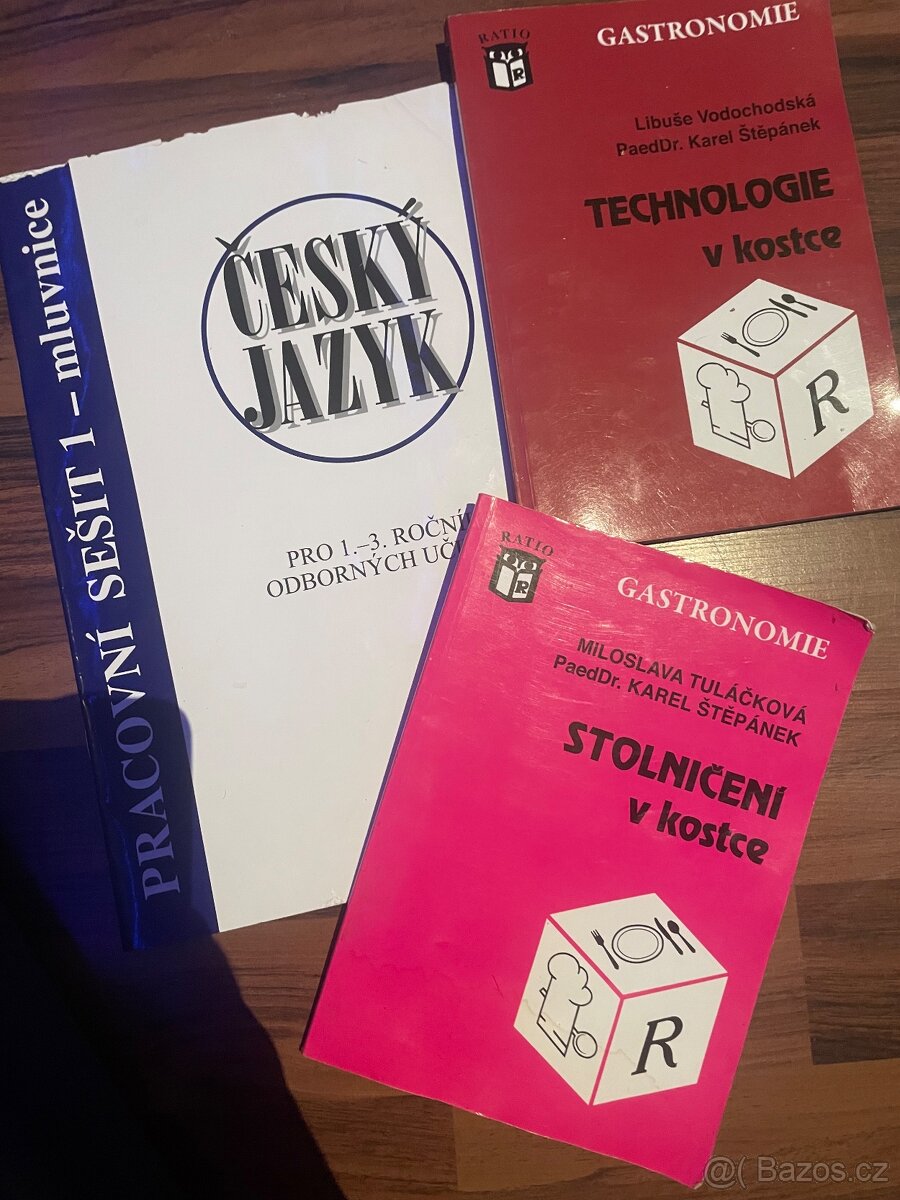 PRACOVNÍ SEŠIT 1 – mluvnice
ČESKÝ
JAZYK
PRO 1.–3. ROČNÍ
ODBORNÝCH
RATIO
R
GASTRONOMIE
Libuše Vodochodská
PaedDr. Karel Štěpánek
TECHNOLOGIE
v kostce
R
RATIO
R
GASTRONOMIE
MILOSLAVA TULÁČKOVÁ
PaedDr. KAREL ŠTĚPÁNEK
STOLNIČENÍ
v kostce
R
@( Bazos.cz